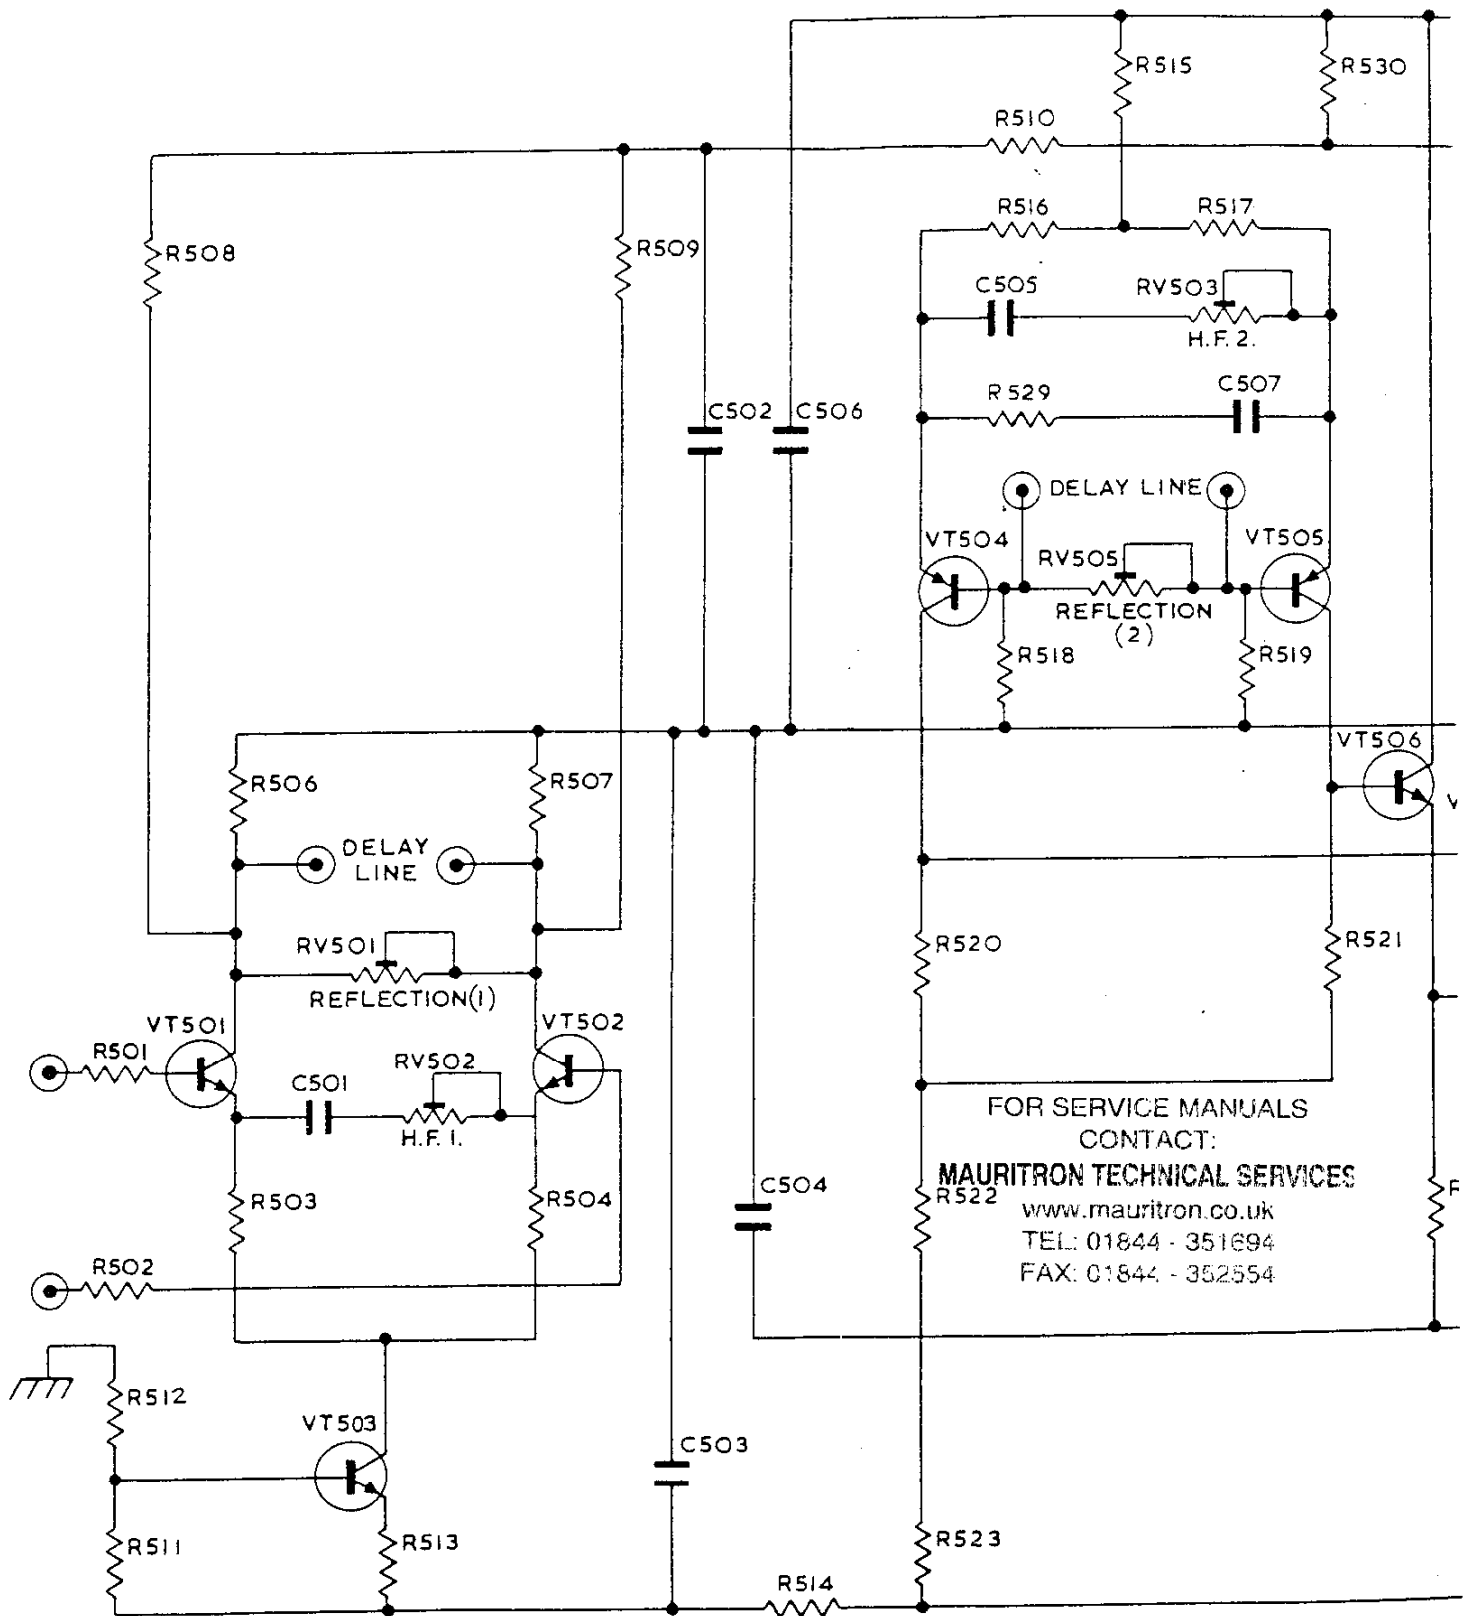 R515
R530
R510
R516
R517
R508
R509
C505
RV503
H.F.2.
R529
C507
C502
C506
DELAY LINE
VT504
RV505
VT505
REFLECTION
(2)
R518
R519
VT506
R506
R507
V
DELAY
LINE
RV501
REFLECTION(1)
R520
R521
VT501
VT502
R501
C501
RV502
H.F.1.
FOR SERVICE MANUALS
CONTACT:
MAURITRON TECHNICAL SERVICES
www.mauritron.co.uk
TEL: 01844 - 351694
FAX: 01844 - 352554
R503
R504
C504
R522
R
R502
R512
VT503
C503
R511
R513
R523
R514